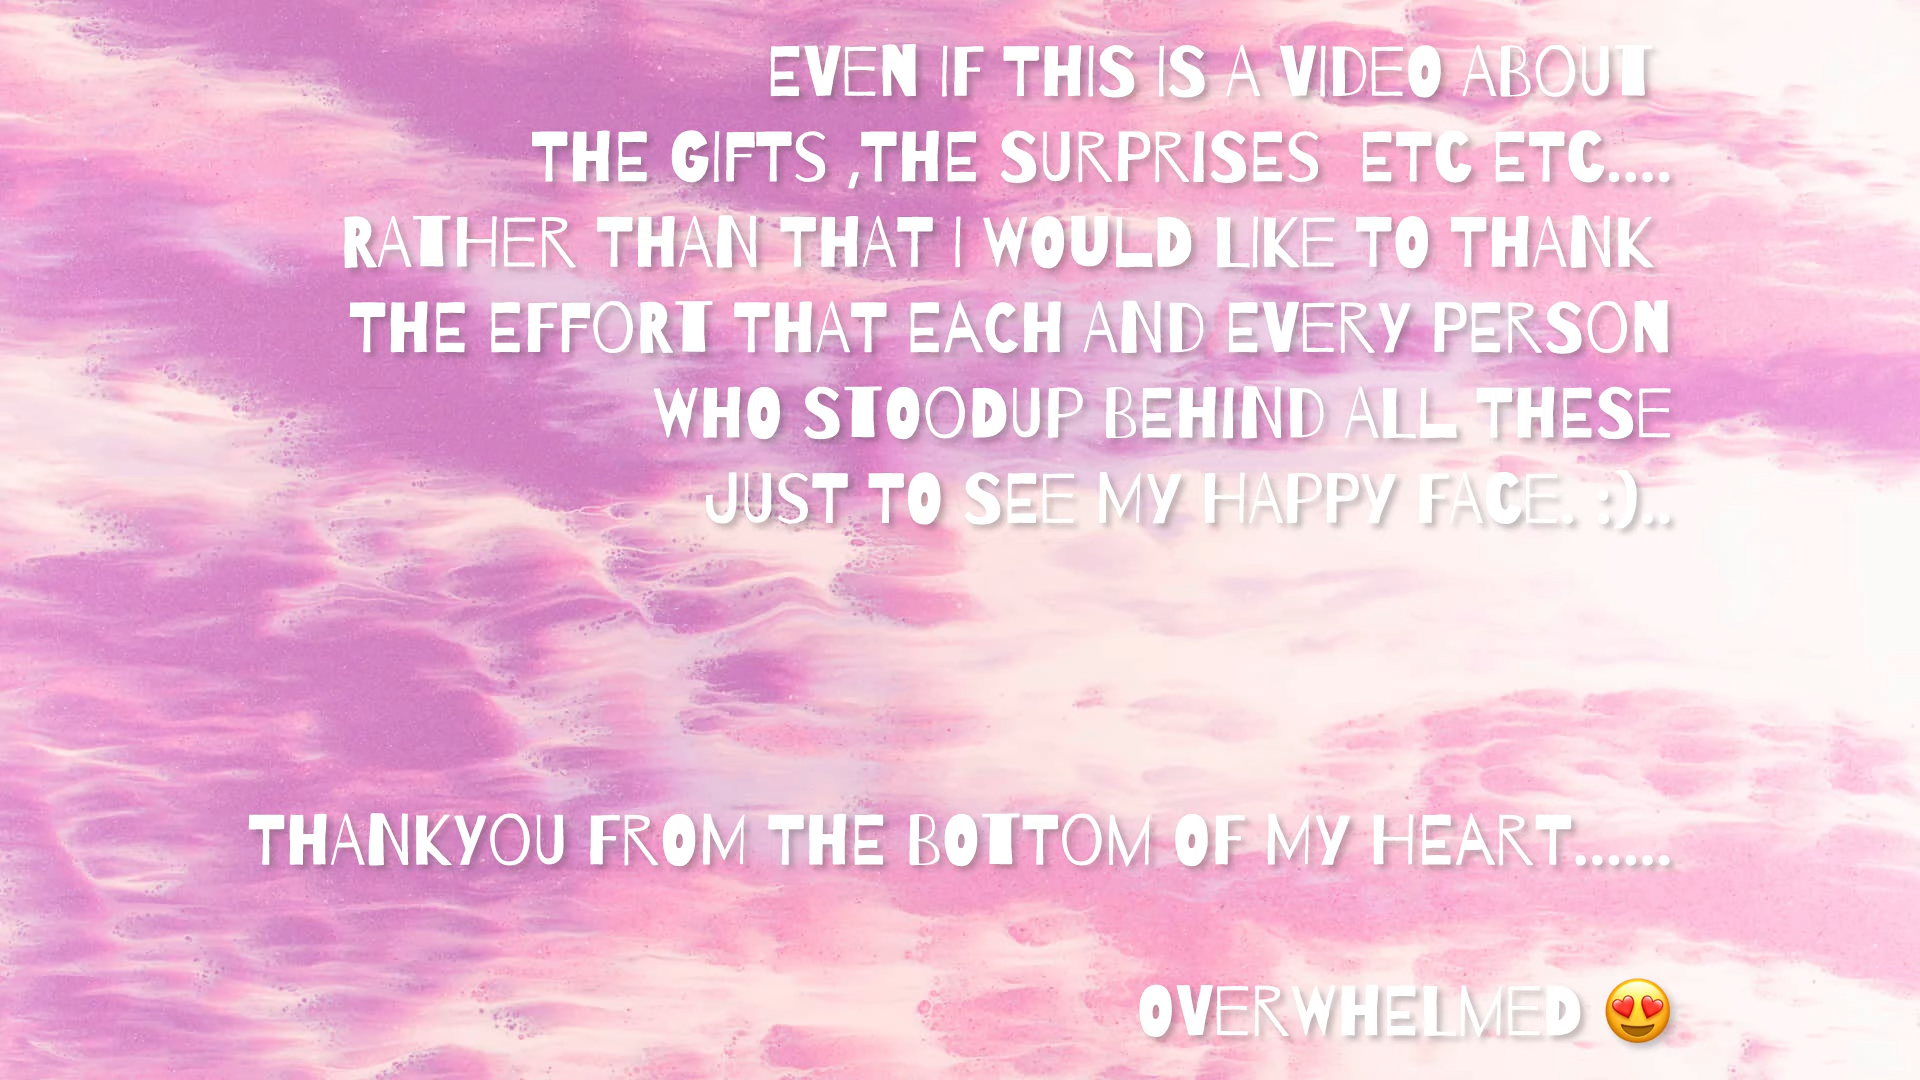 EVEN IF THIS IS A VIDEO ABOUT
THE GIFTS ,THE SURPRISES ETC ETC....
RATHER THAN THAT I WOULD LIKE TO THANK
THE EFFORT THAT EACH AND EVERY PERSON
WHO STOODUP BEHIND ALL THESE
JUST TO SEE MY HAPPY FACE. :)..
THANKYOU FROM THE BOTTOM OF MY HEART......
OVERWHELMED 😍